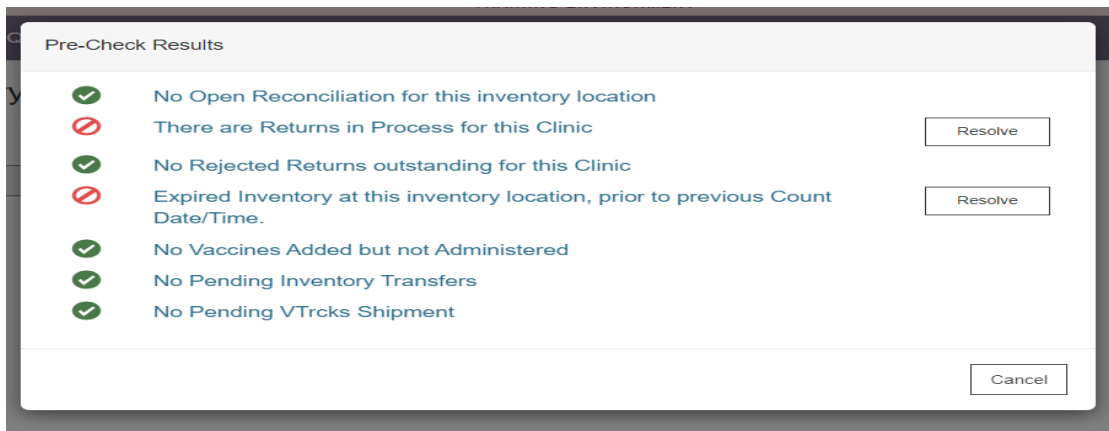 Pre-Check Results
No Open Reconciliation for this inventory location
There are Returns in Process for this Clinic
Resolve
No Rejected Returns outstanding for this Clinic
Expired Inventory at this inventory location, prior to previous Count
Date/Time.
Resolve
No Vaccines Added but not Administered
No Pending Inventory Transfers
No Pending VTrcks Shipment
Cancel